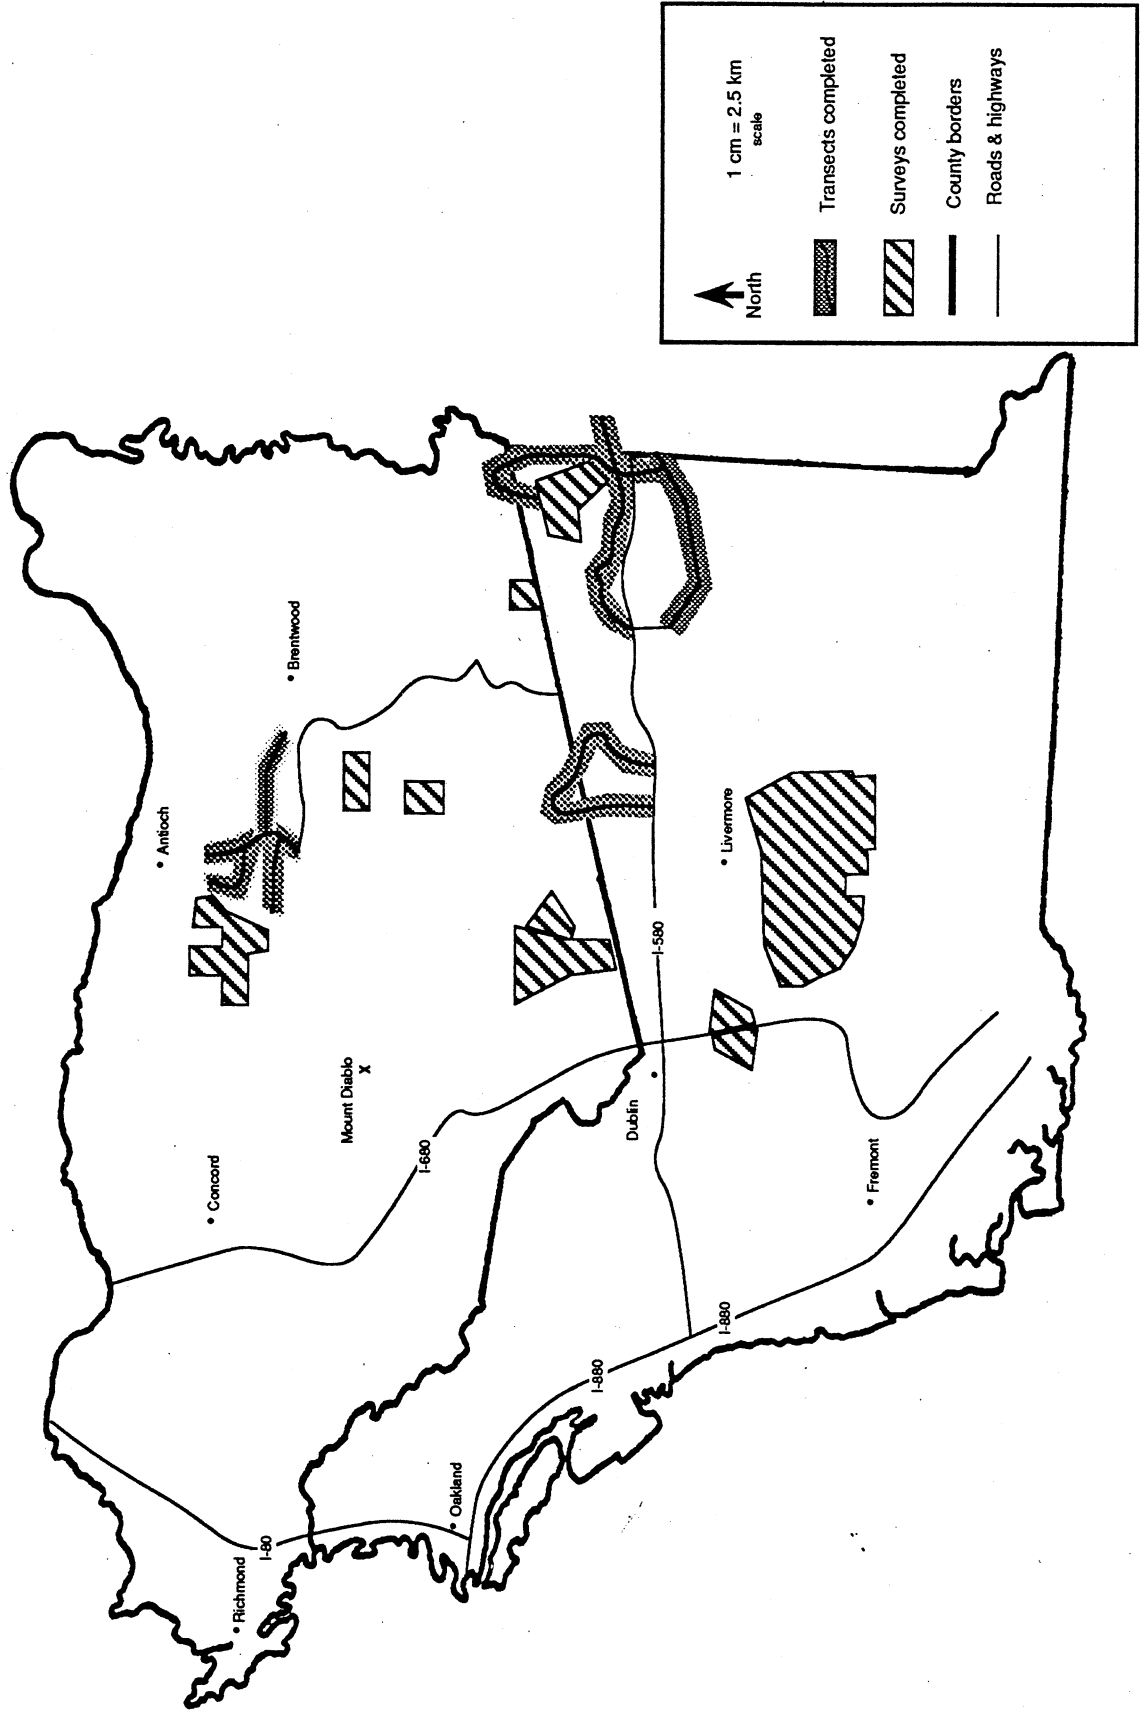 Richmond
I-80
Concord
Antioch
Brentwood
Mount Diablo
x
I-680
Oakland
I-880
Dublin
I-580
Livermore
I-880
Fremont
North
1 cm = 2.5 km
scale
Transects completed
Surveys completed
County borders
Roads & highways